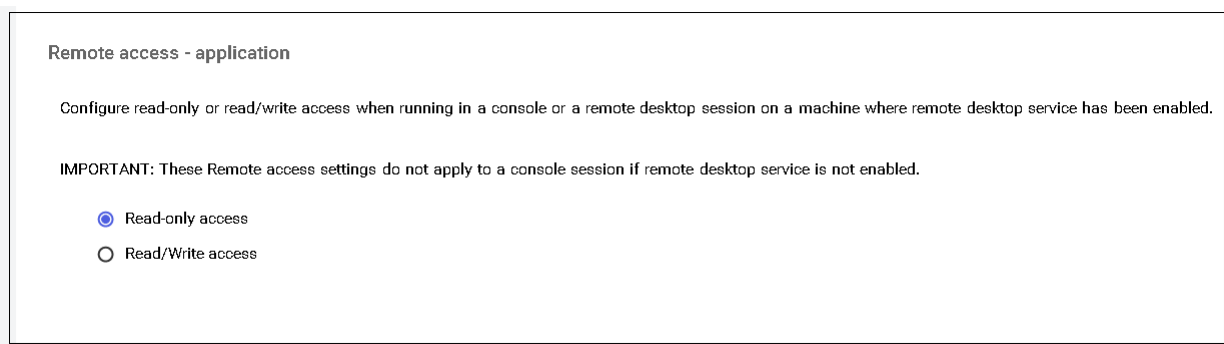 Remote access - application
Configure read-only or read/write access when running in a console or a remote desktop session on a machine where remote desktop service has been enabled.
IMPORTANT: These Remote access settings do not apply to a console session if remote desktop service is not enabled.
Read-only access
Read/Write access